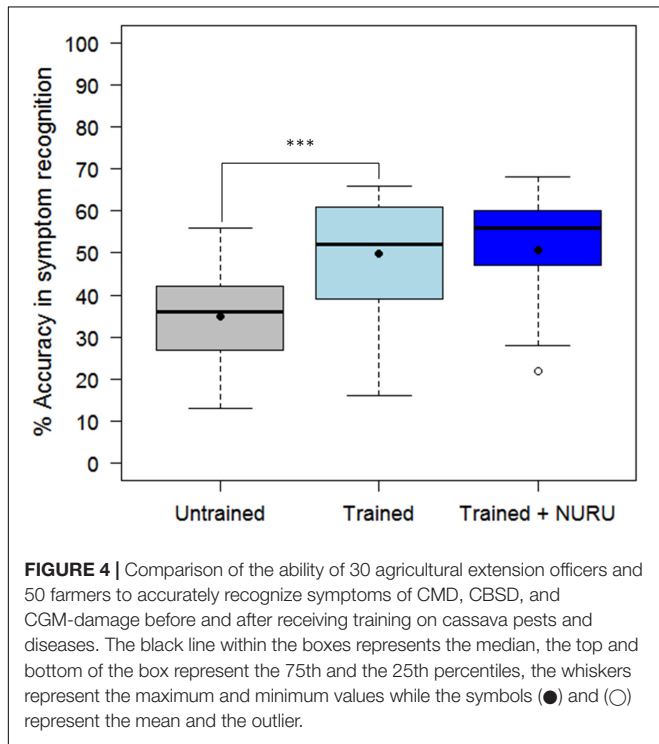 100
90
80
70
60
50
40
30
20
10
0
% Accuracy in symptom recognition
***
Untrained
Trained
Trained + NURU
FIGURE 4 | Comparison of the ability of 30 agricultural extension officers and
50 farmers to accurately recognize symptoms of CMD, CBSD, and
CGM-damage before and after receiving training on cassava pests and
diseases. The black line within the boxes represents the median, the top and
bottom of the box represent the 75th and the 25th percentiles, the whiskers
represent the maximum and minimum values while the symbols (●) and (○)
represent the mean and the outlier.